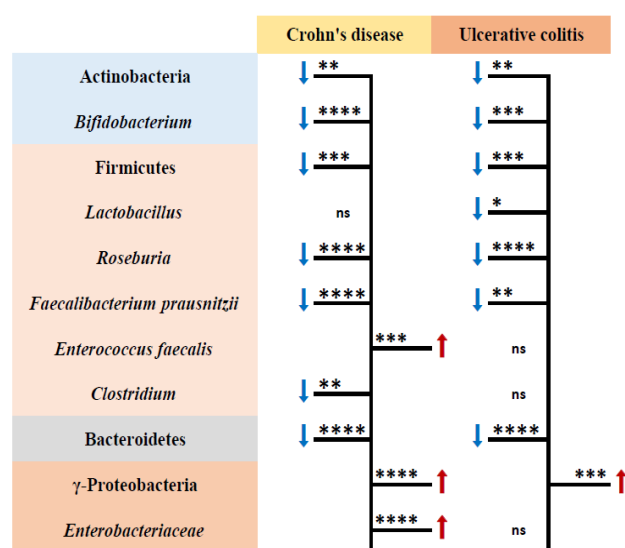 Crohn's disease Ulcerative colitis
Actinobacteria ** **
Bifidobacterium **** ***
Firmicutes *** ***
Lactobacillus ns *
Roseburia **** ****
Faecalibacterium prausnitzii **** **
Enterococcus faecalis *** ns
Clostridium ** ns
Bacteroidetes **** ****
γ-Proteobacteria **** ***
Enterobacteriaceae **** ns